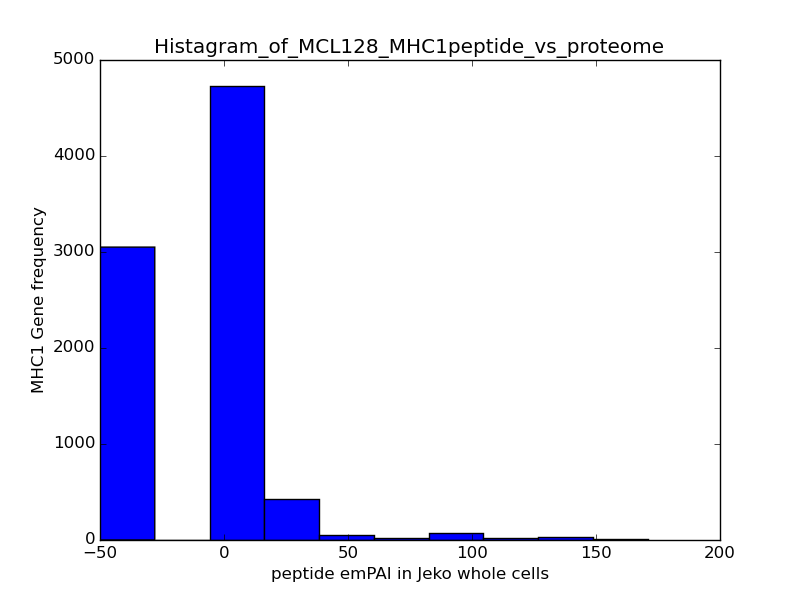 Histagram_of_MCL128_MHC1peptide_vs_proteome
5000
4000
3000
2000
1000
0
MHC1 Gene frequency
−50 0 50 100 150 200
peptide emPAI in Jeko whole cells